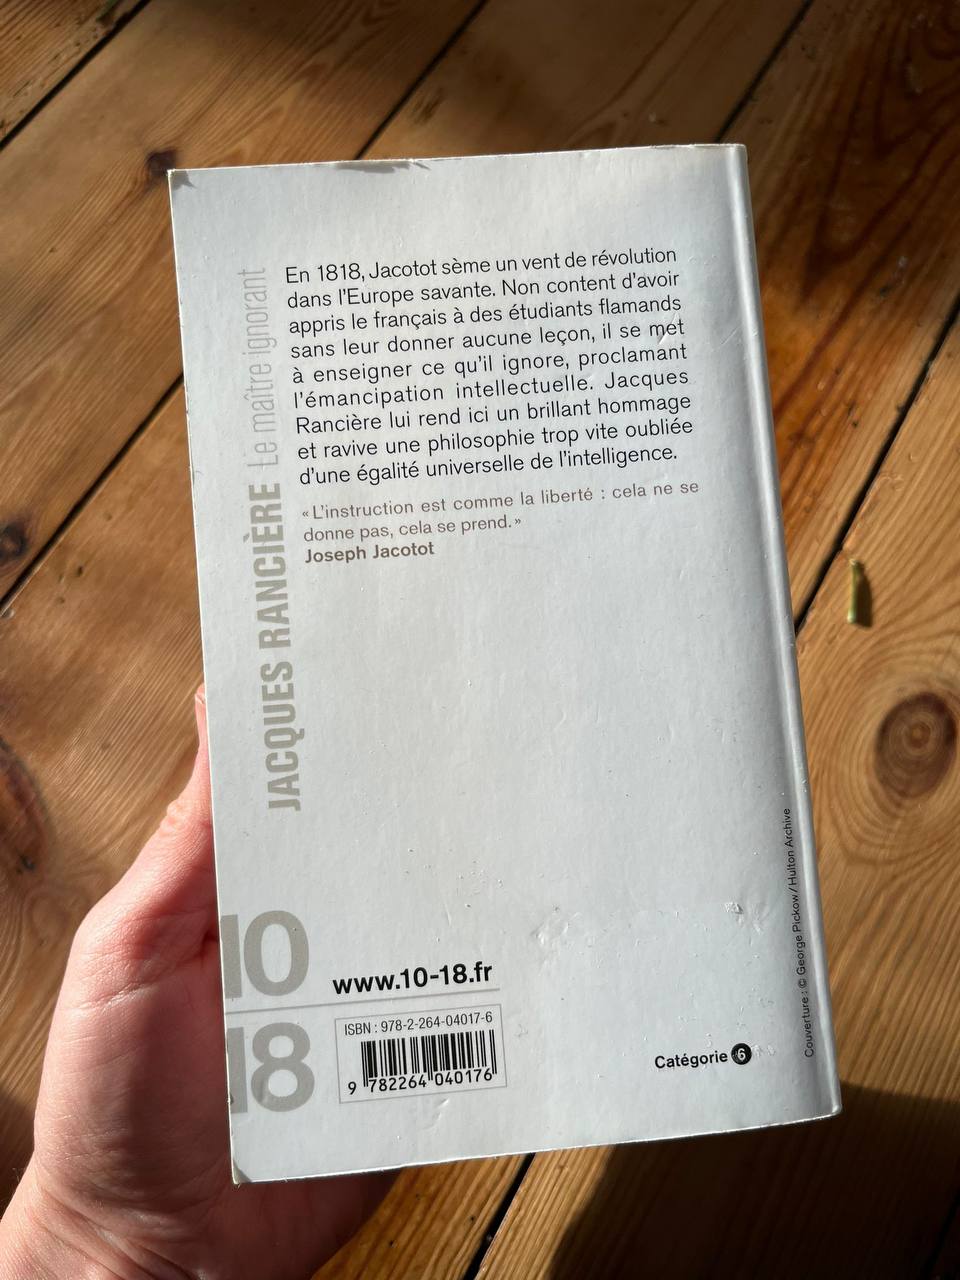 En 1818, Jacotot sème un vent de révolution
dans l'Europe savante. Non content d'avoir
appris le français à des étudiants flamands
sans leur donner aucune leçon, il se met
à enseigner ce qu'il ignore, proclamant
l'émancipation intellectuelle. Jacques
Rancière lui rend ici un brillant hommage
et ravive une philosophie trop vite oubliée
d'une égalité universelle de l'intelligence.
« L'instruction est comme la liberté : cela ne se
donne pas, cela se prend. »
Joseph Jacotot
JACQUES RANCIÈRE Le maître ignorant
10
18
www.10-18.fr
ISBN : 978-2-264-04017-6
9 782264 040176
Catégorie 6
Couverture : © George Pickow / Hulton Archive